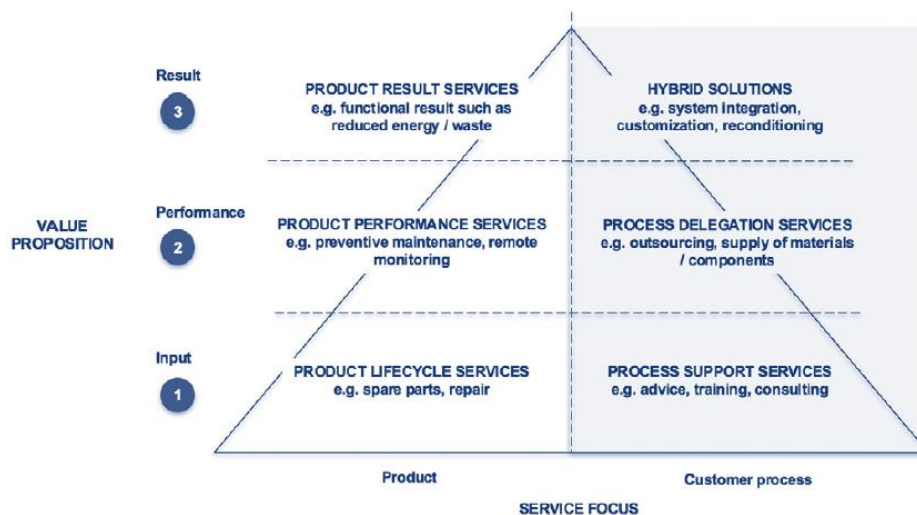 Result
3
PRODUCT RESULT SERVICES
e.g. functional result such as
reduced energy / waste
HYBRID SOLUTIONS
e.g. system integration,
customization, reconditioning
VALUE
PROPOSITION
Performance
2
PRODUCT PERFORMANCE SERVICES
e.g. preventive maintenance, remote
monitoring
PROCESS DELEGATION SERVICES
e.g. outsourcing, supply of materials
/ components
Input
1
PRODUCT LIFECYCLE SERVICES
e.g. spare parts, repair
PROCESS SUPPORT SERVICES
e.g. advice, training, consulting
Product
Customer process
SERVICE FOCUS